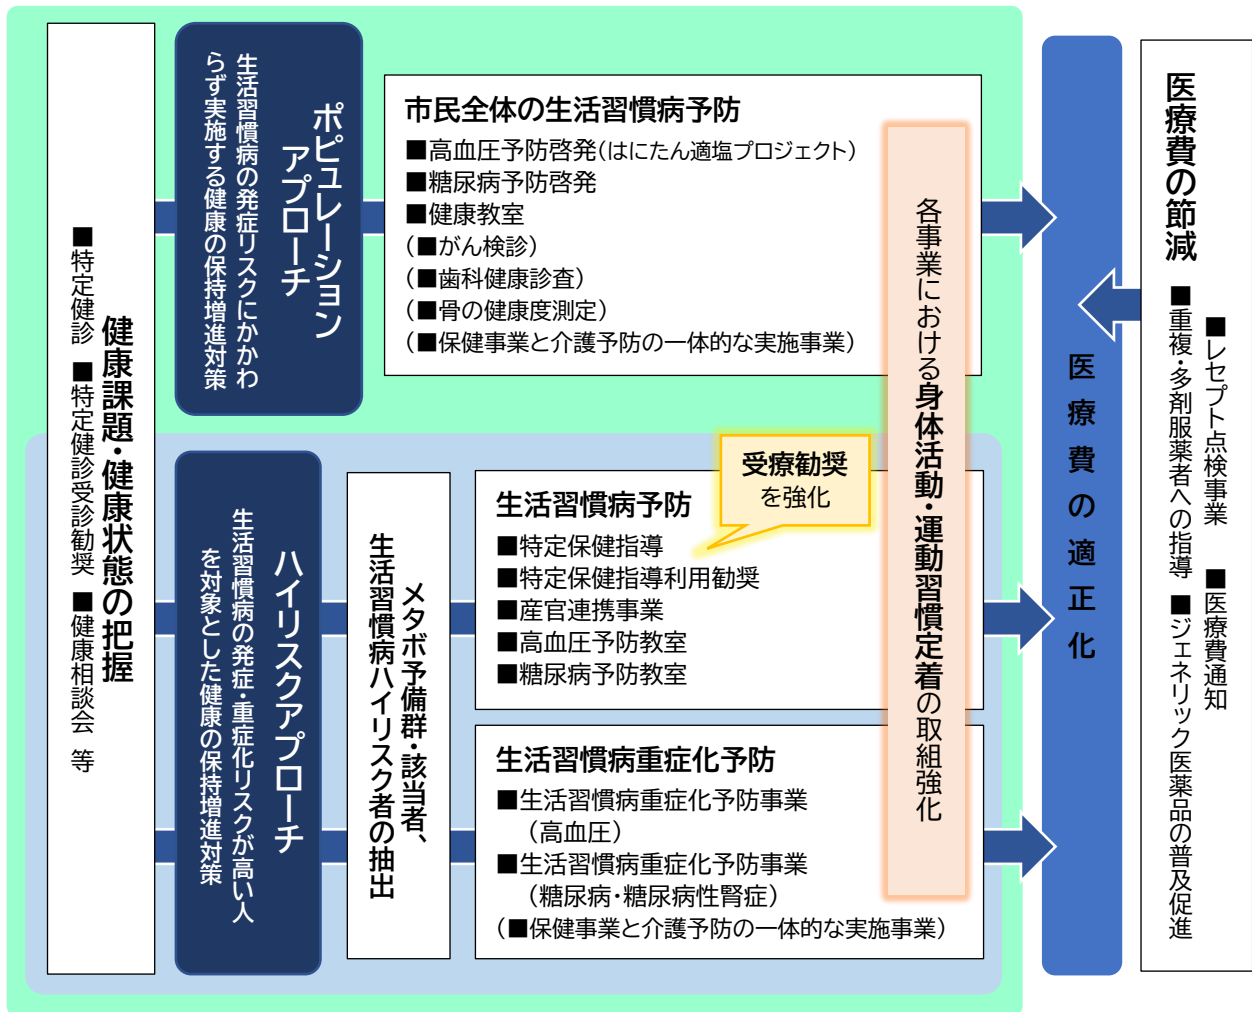 健康課題・健康状態の把握
■特定健診 ■特定健診受診勧奨 ■健康相談会 等
ポピュレーション
アプローチ
生活習慣病の発症リスクにかかわ
らず実施する健康の保持増進対策
市民全体の生活習慣病予防
■高血圧予防啓発(はにたん適塩プロジェクト)
■糖尿病予防啓発
■健康教室
(■がん検診)
(■歯科健康診査)
(■骨の健康度測定)
(■保健事業と介護予防の一体的な実施事業)
ハイリスクアプローチ
生活習慣病の発症・重症化リスクが高い人
を対象とした健康の保持増進対策
メタボ予備群・該当者、
生活習慣病ハイリスク者の抽出
生活習慣病予防
■特定保健指導
■特定保健指導利用勧奨
■産官連携事業
■高血圧予防教室
■糖尿病予防教室
受療勧奨
を強化
生活習慣病重症化予防
■生活習慣病重症化予防事業
(高血圧)
■生活習慣病重症化予防事業
(糖尿病・糖尿病性腎症)
(■保健事業と介護予防の一体的な実施事業)
各事業における身体活動・運動習慣定着の取組強化
医療費の適正化
医療費の節減
■レセプト点検事業 ■医療費通知
■重複・多剤服薬者への指導 ■ジェネリック医薬品の普及促進